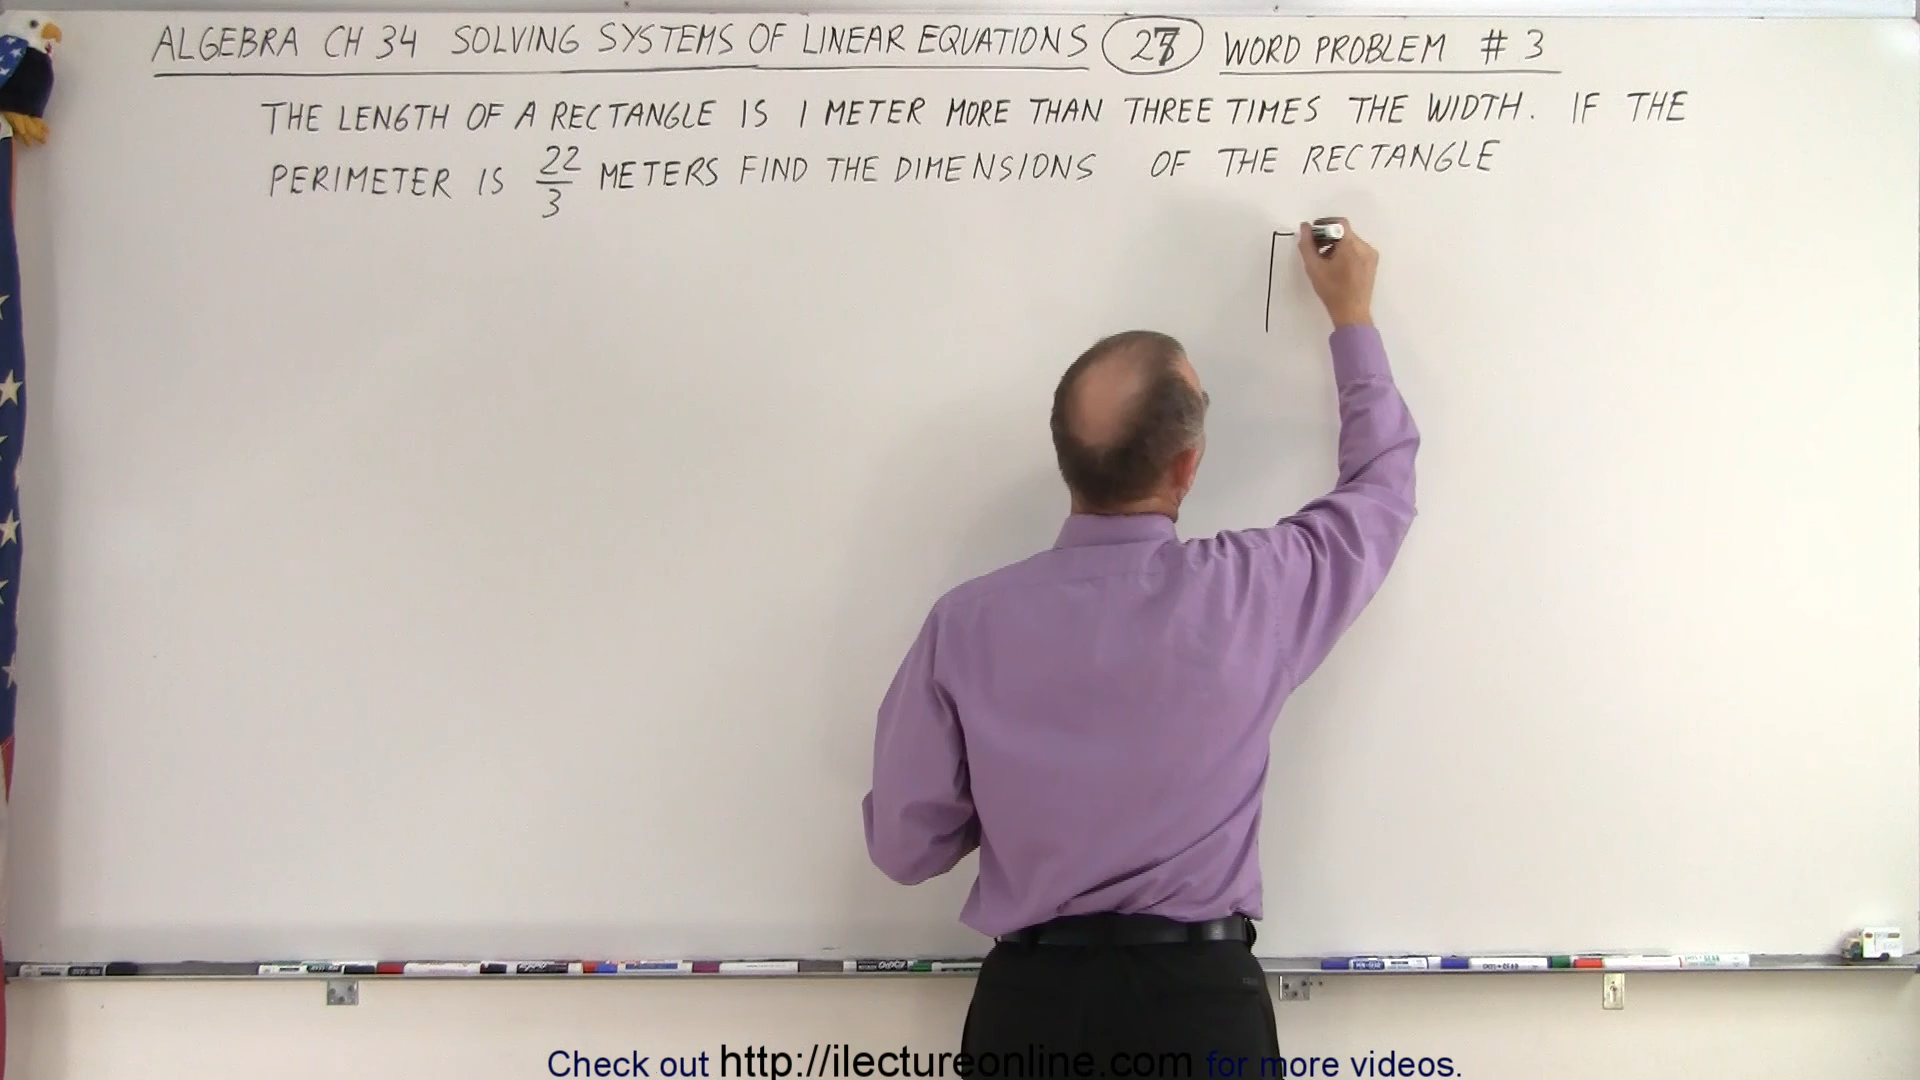 ALGEBRA CH 34 SOLVING SYSTEMS OF LINEAR EQUATIONS WORD PROBLEM # 3
THE LENGTH OF A RECTANGLE IS 1 METER MORE THAN THREE TIMES THE WIDTH. IF THE
PERIMETER IS 22/3 METERS FIND THE DIMENSIONS OF THE RECTANGLE
EXPO
Check out http://ilectureonline.com for more videos.